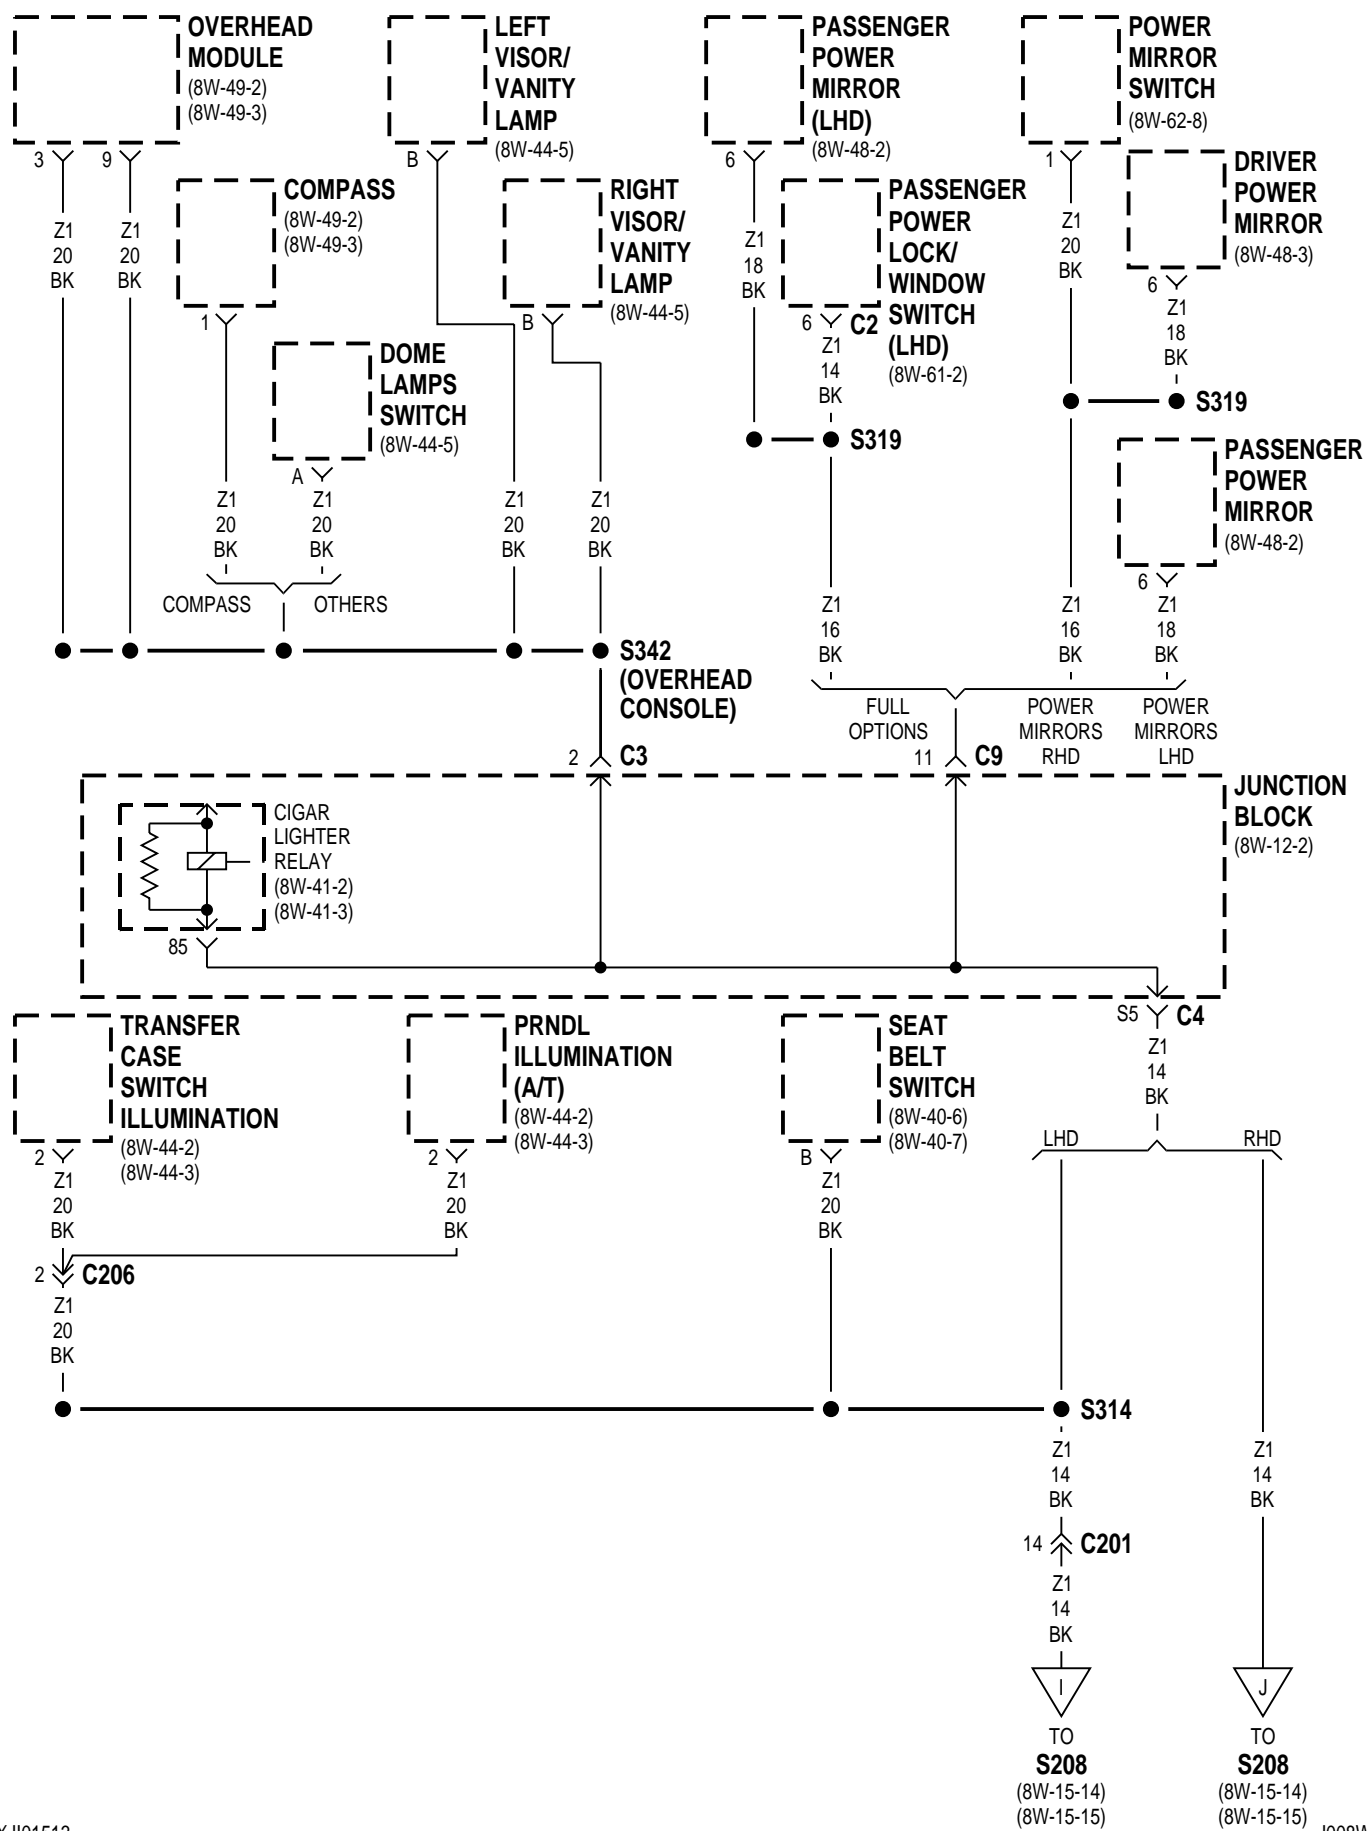 OVERHEAD
MODULE
(8W-49-2)
(8W-49-3)
LEFT
VISOR/
VANITY
LAMP
(8W-44-5)
PASSENGER
POWER
MIRROR
(LHD)
(8W-48-2)
POWER
MIRROR
SWITCH
(8W-62-8)
3
9
B
6
1
COMPASS
(8W-49-2)
(8W-49-3)
RIGHT
VISOR/
VANITY
LAMP
(8W-44-5)
PASSENGER
POWER
LOCK/
WINDOW
SWITCH
(LHD)
(8W-61-2)
DRIVER
POWER
MIRROR
(8W-48-3)
Z1
20
BK
Z1
20
BK
Z1
18
BK
Z1
20
BK
6
Z1
18
BK
1
B
6
C2
Z1
14
BK
DOME
LAMPS
SWITCH
(8W-44-5)
S319
S319
PASSENGER
POWER
MIRROR
(8W-48-2)
A
Z1
20
BK
Z1
20
BK
Z1
20
BK
Z1
20
BK
6
COMPASS
OTHERS
Z1
16
BK
Z1
16
BK
Z1
18
BK
S342
(OVERHEAD
CONSOLE)
FULL
OPTIONS
POWER
MIRRORS
RHD
POWER
MIRRORS
LHD
2
C3
11
C9
JUNCTION
BLOCK
(8W-12-2)
CIGAR
LIGHTER
RELAY
(8W-41-2)
(8W-41-3)
85
S5
C4
Z1
14
BK
TRANSFER
CASE
SWITCH
ILLUMINATION
(8W-44-2)
(8W-44-3)
PRNDL
ILLUMINATION
(A/T)
(8W-44-2)
(8W-44-3)
SEAT
BELT
SWITCH
(8W-40-6)
(8W-40-7)
LHD
RHD
2
Z1
20
BK
2
Z1
20
BK
B
Z1
20
BK
2
C206
Z1
20
BK
S314
Z1
14
BK
Z1
14
BK
14
C201
Z1
14
BK
I
J
TO
S208
(8W-15-14)
(8W-15-15)
TO
S208
(8W-15-14)
(8W-15-15)